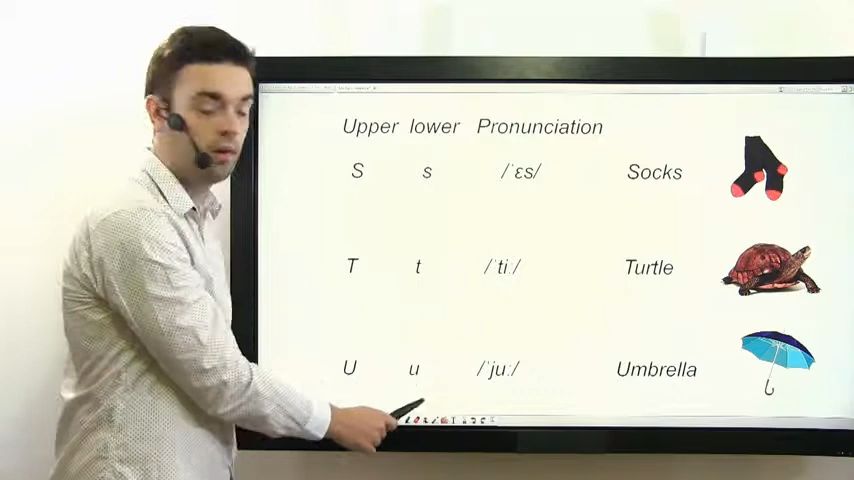 Upper lower Pronunciation
S s /ˈɛs/ Socks
T t /ˈtiː/ Turtle
U u /ˈjuː/ Umbrella